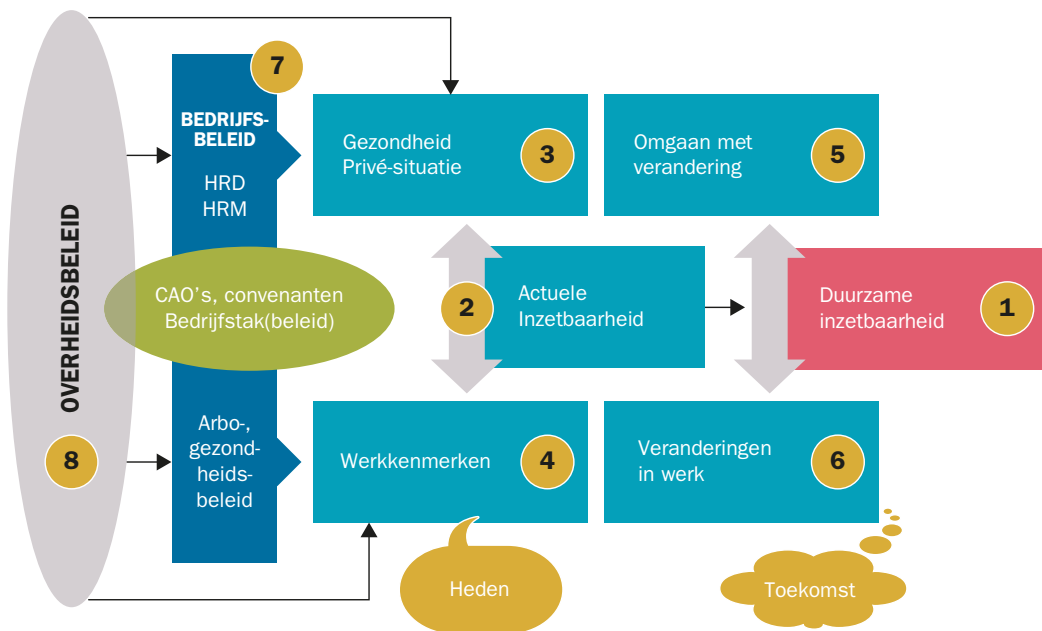 OVERHEIDSBELEID
8
7
BEDRIJFS-
BELEID
HRD
HRM
CAO's, convenanten
Bedrijfstak(beleid)
Arbo-,
gezond-
heids-
beleid
Gezondheid
Privé-situatie
3
Omgaan met
verandering
5
2
Actuele
Inzetbaarheid
Duurzame
inzetbaarheid
1
Werkkenmerken
4
Veranderingen
in werk
6
Heden
Toekomst